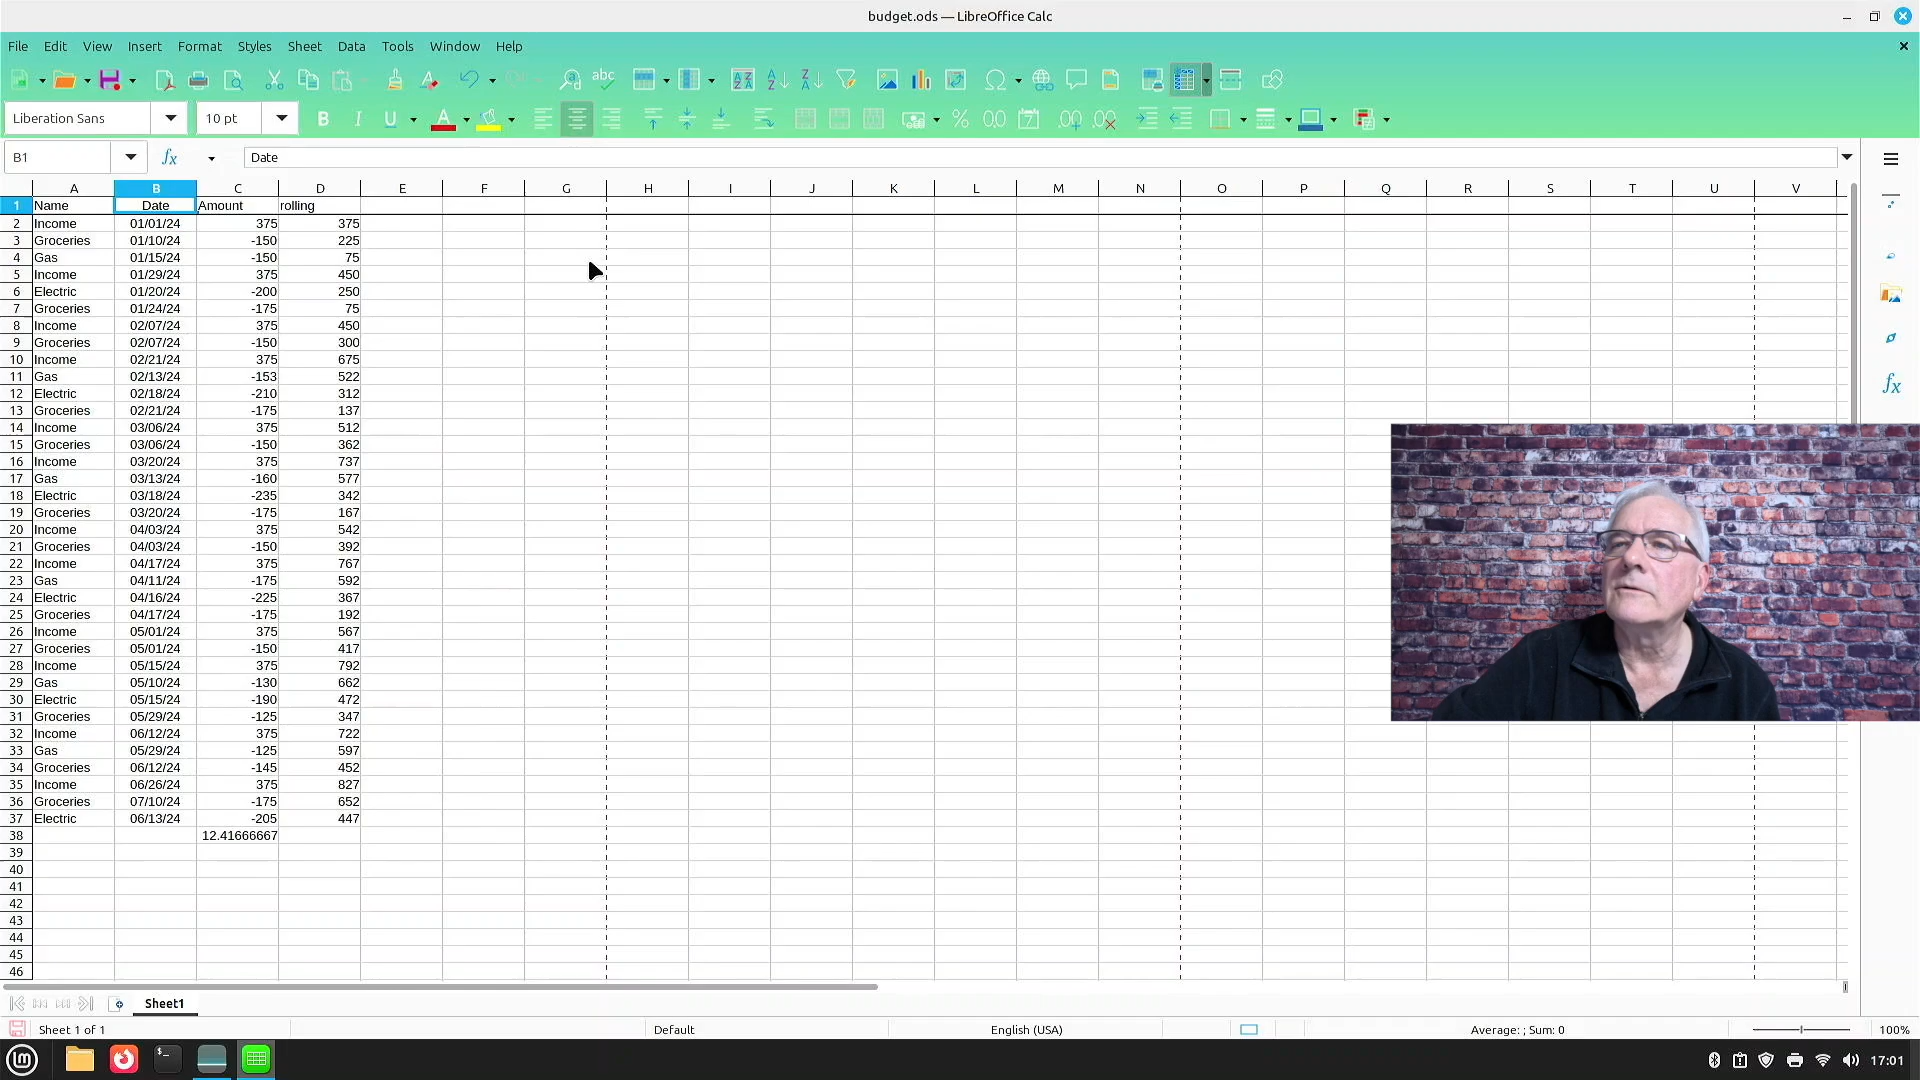 budget.ods — LibreOffice Calc
File Edit View Insert Format Styles Sheet Data Tools Window Help
Liberation Sans 10 pt
B1 Date
A B C D E F G H I J K L M N O P Q R S T U V
1 Name Date Amount rolling
2 Income 01/01/24 375 375
3 Groceries 01/10/24 -150 225
4 Gas 01/15/24 -150 75
5 Income 01/29/24 375 450
6 Electric 01/20/24 -200 250
7 Groceries 01/24/24 -175 75
8 Income 02/07/24 375 450
9 Groceries 02/07/24 -150 300
10 Income 02/21/24 375 675
11 Gas 02/13/24 -153 522
12 Electric 02/18/24 -210 312
13 Groceries 02/21/24 -175 137
14 Income 03/06/24 375 512
15 Groceries 03/06/24 -150 362
16 Income 03/20/24 375 737
17 Gas 03/13/24 -160 577
18 Electric 03/18/24 -235 342
19 Groceries 03/20/24 -175 167
20 Income 04/03/24 375 542
21 Groceries 04/03/24 -150 392
22 Income 04/17/24 375 767
23 Gas 04/11/24 -175 592
24 Electric 04/16/24 -225 367
25 Groceries 04/17/24 -175 192
26 Income 05/01/24 375 567
27 Groceries 05/01/24 -150 417
28 Income 05/15/24 375 792
29 Gas 05/10/24 -130 662
30 Electric 05/15/24 -190 472
31 Groceries 05/29/24 -125 347
32 Income 06/12/24 375 722
33 Gas 05/29/24 -125 597
34 Groceries 06/12/24 -145 452
35 Income 06/26/24 375 827
36 Groceries 07/10/24 -175 652
37 Electric 06/13/24 -205 447
38 12.41666667
39
40
41
42
43
44
45
46
Sheet1
Sheet 1 of 1 Default English (USA) Average: ; Sum: 0 100%
17:01